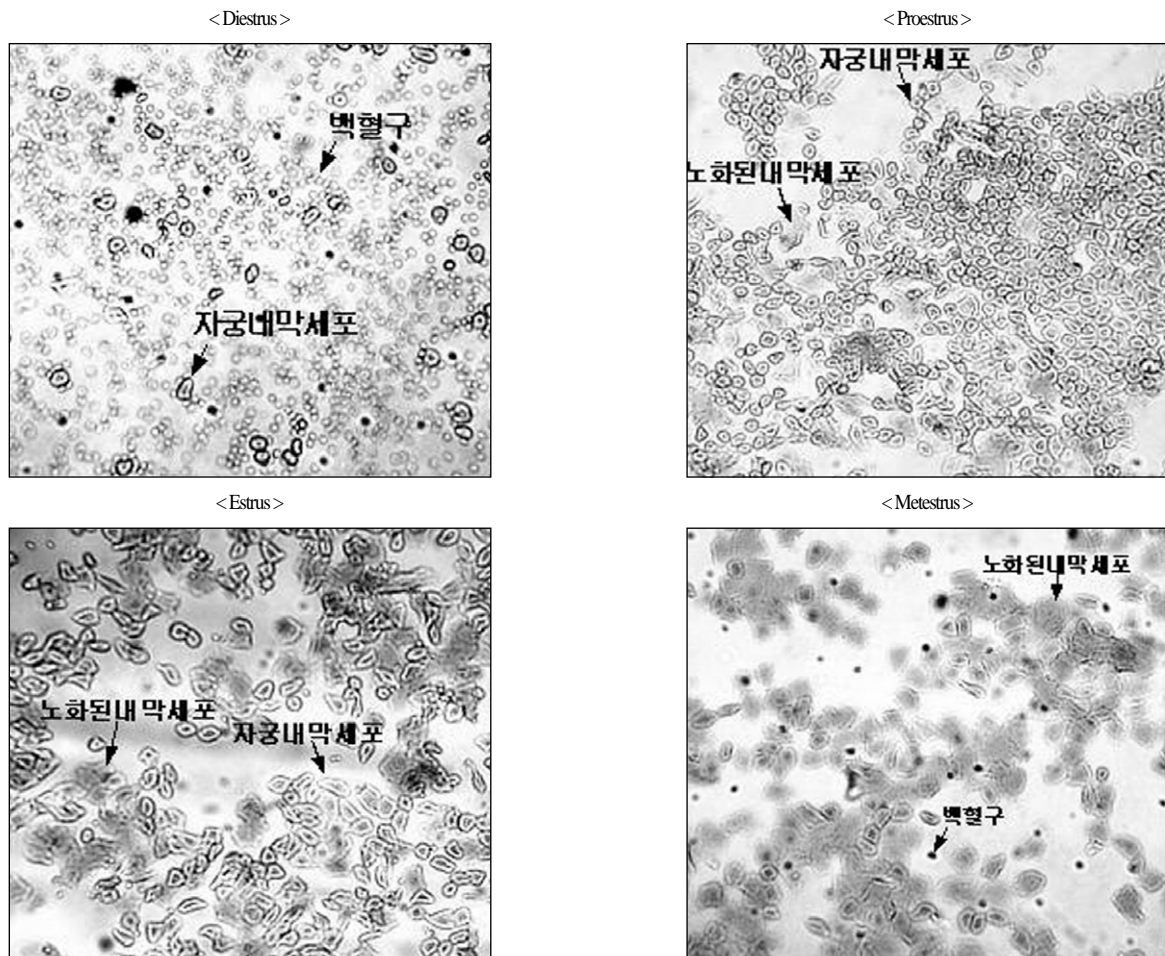 < Diestrus >
< Proestrus >
백혈구
자궁내막세포
자궁내막세포
노화된내막세포
< Estrus >
< Metestrus >
노화된내막세포
자궁내막세포
노화된내막세포
백혈구